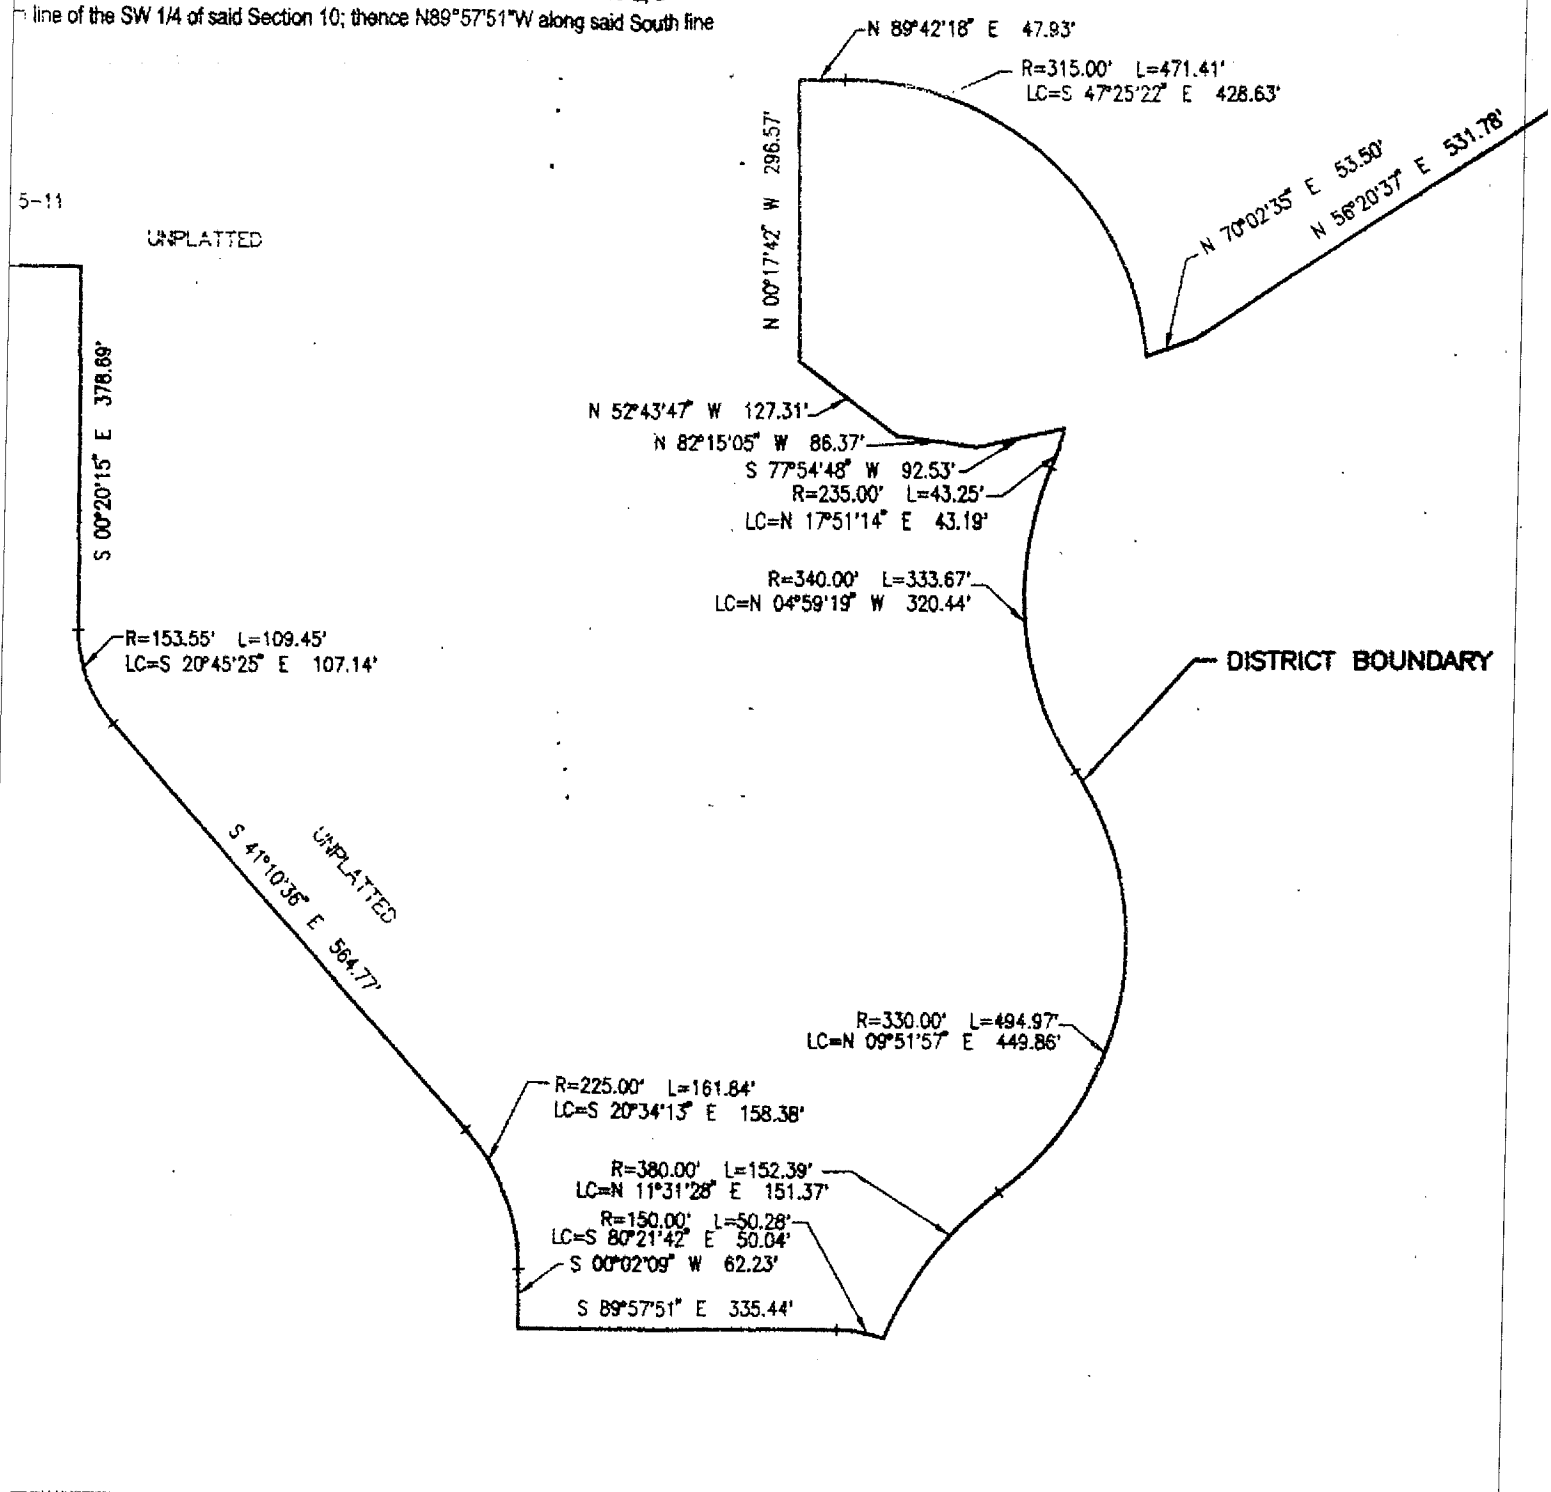 line of the SW 1/4 of said Section 10; thence N89°57'51"W along said South line
N 89°42'18" E 47.93'
R=315.00' L=471.41'
LC=S 47°25'22" E 428.63'
N 00°17'42" W 296.57'
N 70°02'35" E 53.50'
N 56°20'37" E 531.78'
5-11
UNPLATTED
S 00°20'15" E 378.69'
N 52°43'47" W 127.31'
N 82°15'05" W 86.37'
S 77°54'48" W 92.53'
R=235.00' L=43.25'
LC=N 17°51'14" E 43.19'
R=340.00' L=333.67'
LC=N 04°59'19" W 320.44'
R=153.55' L=109.45'
LC=S 20°45'25" E 107.14'
DISTRICT BOUNDARY
UNPLATTED
S 41°10'36" E 564.77'
R=330.00' L=494.97'
LC=N 09°51'57" E 449.86'
R=225.00' L=161.84'
LC=S 20°34'13" E 158.38'
R=380.00' L=152.39'
LC=N 11°31'28" E 151.37'
R=150.00' L=50.28'
LC=S 80°21'42" E 50.04'
S 00°02'09" W 62.23'
S 89°57'51" E 335.44'